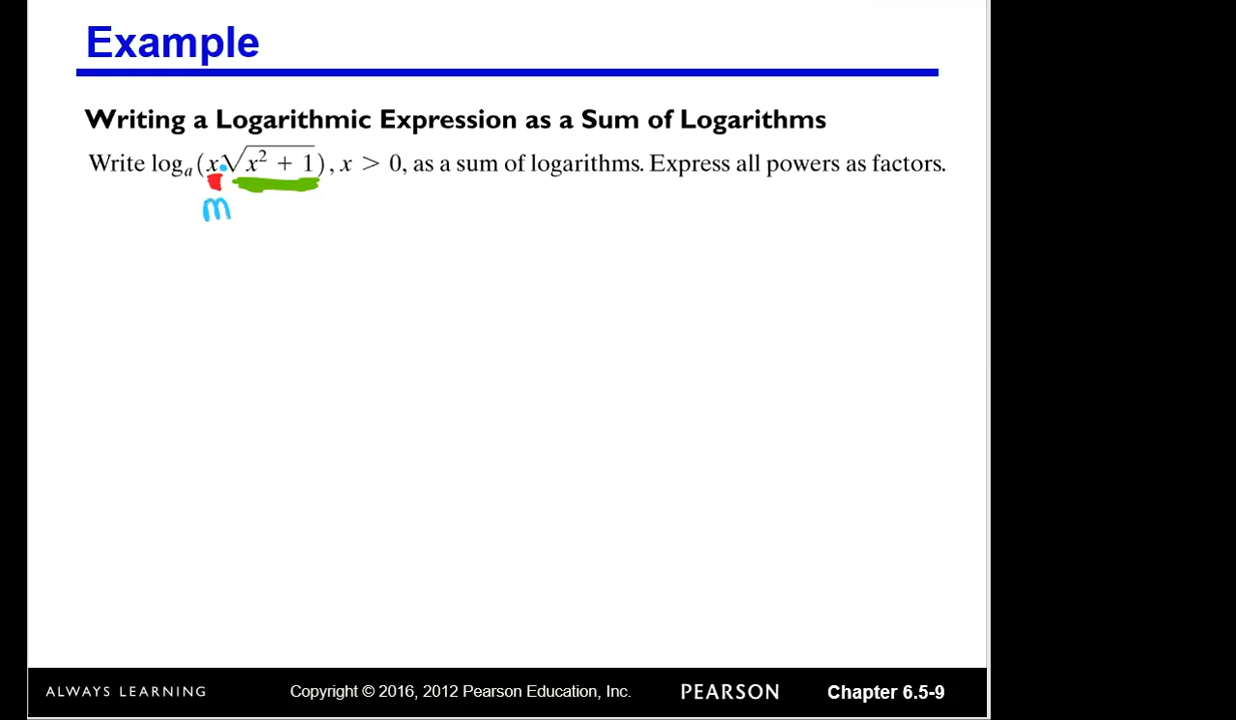 Example
Writing a Logarithmic Expression as a Sum of Logarithms
Write logₐ(x·√(x² + 1)), x > 0, as a sum of logarithms. Express all powers as factors.
m
ALWAYS LEARNING Copyright © 2016, 2012 Pearson Education, Inc. PEARSON Chapter 6.5-9